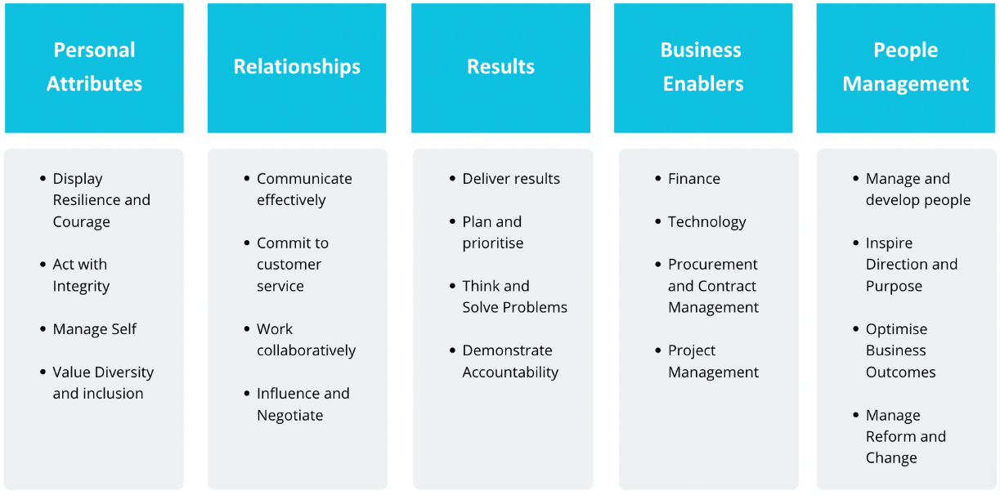 Personal
Attributes
• Display
Resilience and
Courage
• Act with
Integrity
• Manage Self
• Value Diversity
and inclusion
Relationships
• Communicate
effectively
• Commit to
customer
service
• Work
collaboratively
• Influence and
Negotiate
Results
• Deliver results
• Plan and
prioritise
• Think and
Solve Problems
• Demonstrate
Accountability
Business
Enablers
• Finance
• Technology
• Procurement
and Contract
Management
• Project
Management
People
Management
• Manage and
develop people
• Inspire
Direction and
Purpose
• Optimise
Business
Outcomes
• Manage
Reform and
Change